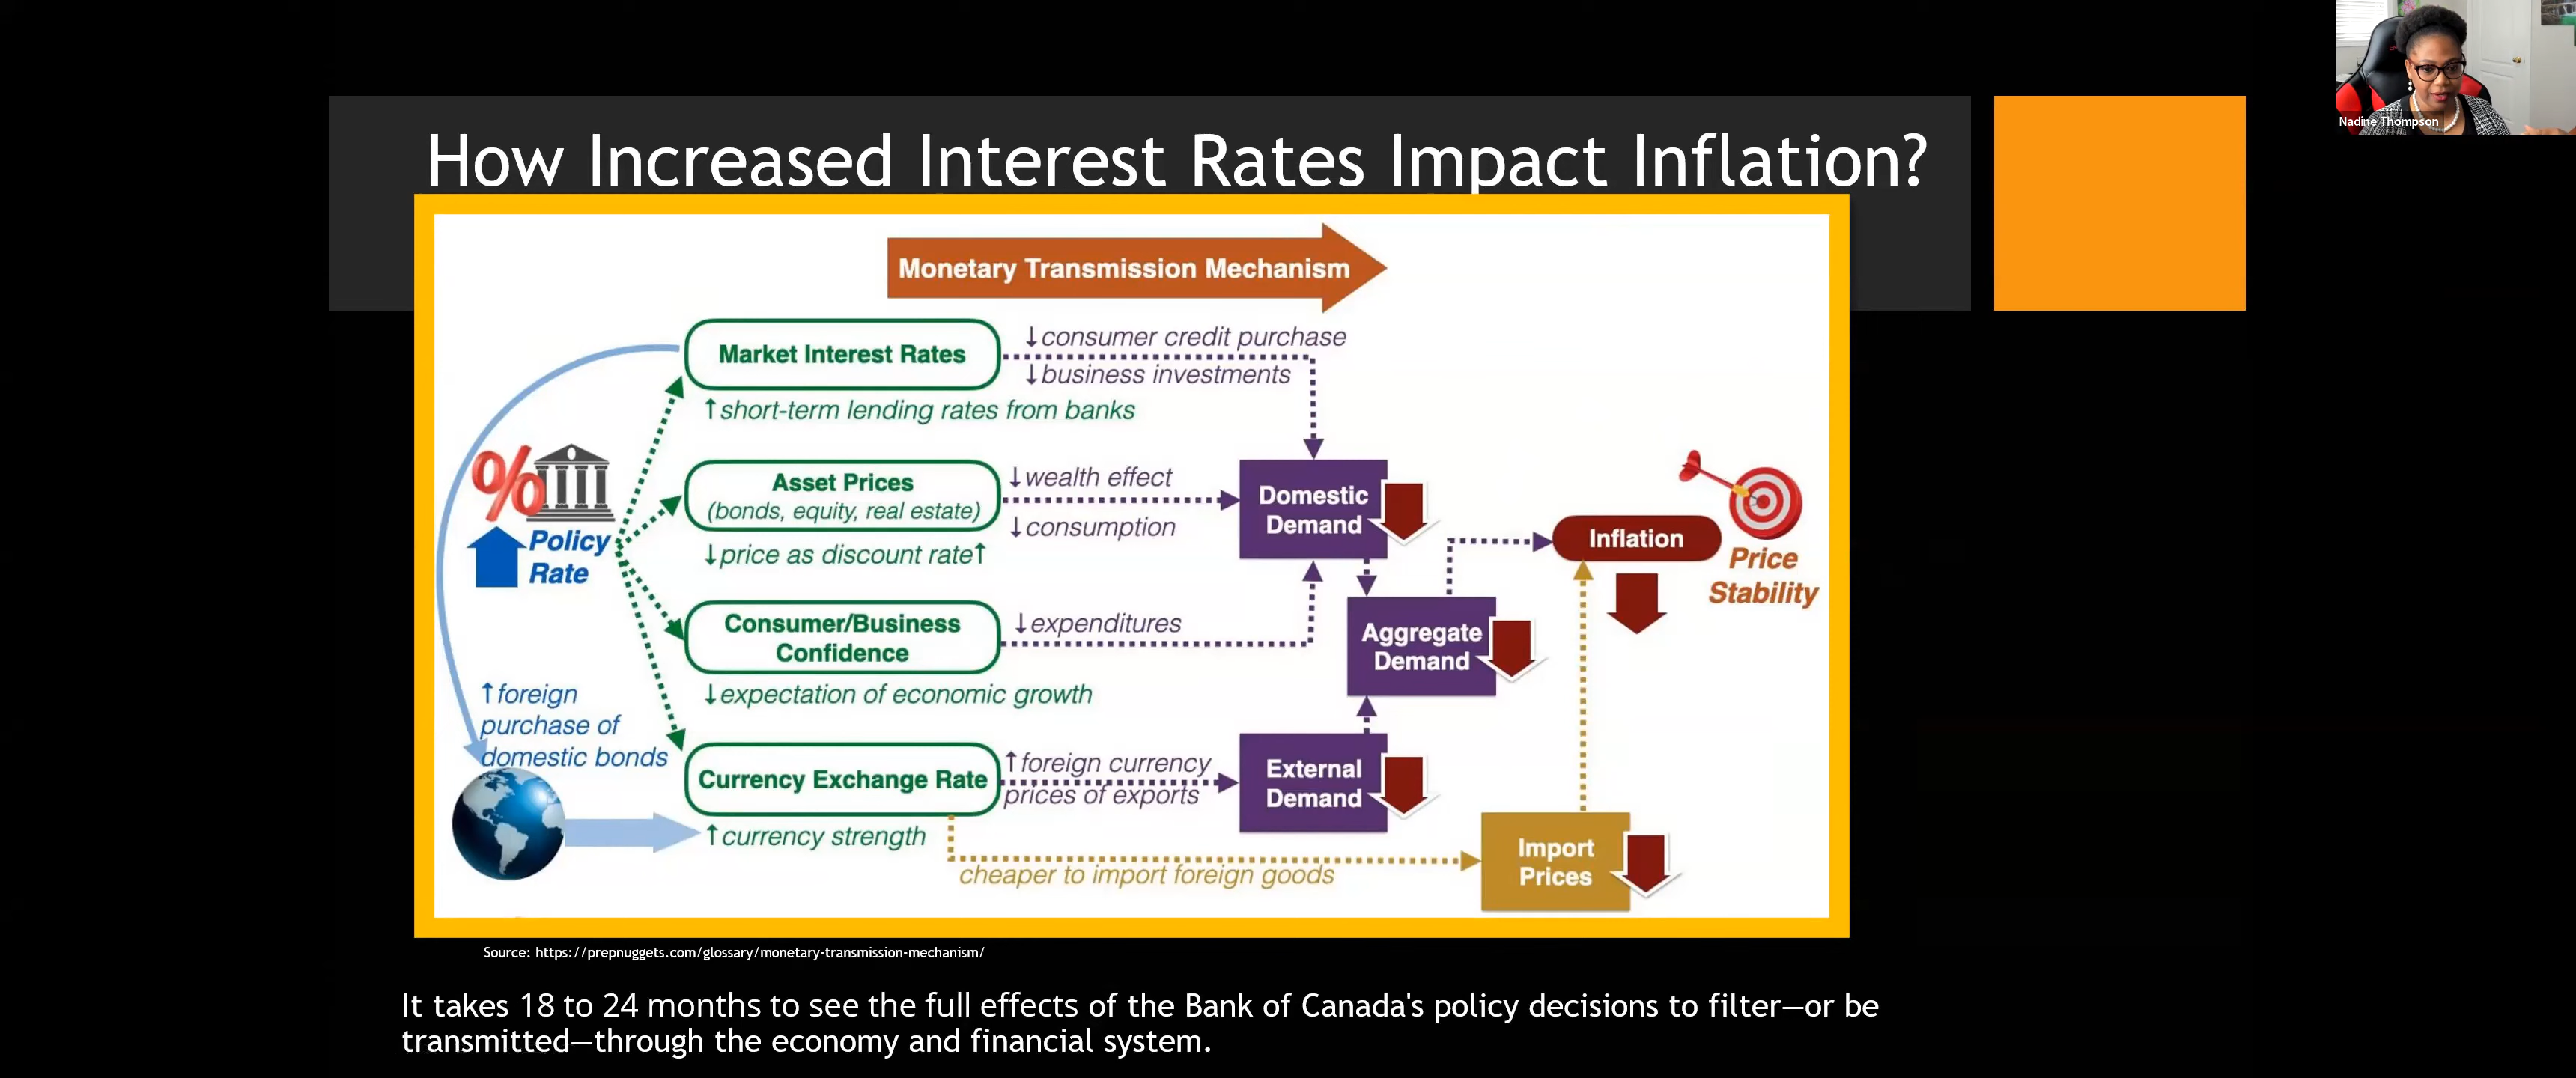 Nadine Thompson
How Increased Interest Rates Impact Inflation?
Monetary Transmission Mechanism
Market Interest Rates
↓consumer credit purchase
↓business investments
↑short-term lending rates from banks
%
Policy
Rate
Asset Prices
(bonds, equity, real estate)
↓wealth effect
↓consumption
↓price as discount rate↑
Domestic
Demand
Inflation
Price
Stability
Consumer/Business
Confidence
↓expenditures
↓expectation of economic growth
Aggregate
Demand
↑foreign
purchase of
domestic bonds
Currency Exchange Rate
↑foreign currency
prices of exports
↑currency strength
External
Demand
cheaper to import foreign goods
Import
Prices
Source: https://prepnuggets.com/glossary/monetary-transmission-mechanism/
It takes 18 to 24 months to see the full effects of the Bank of Canada's policy decisions to filter—or be
transmitted—through the economy and financial system.